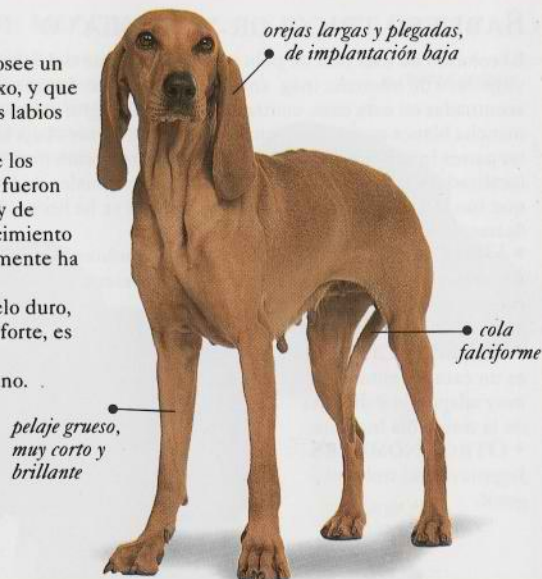 osee un
xo, y que
s labios
e los
fueron
y de
cimiento
mente ha
elo duro,
forte, es
no.
orejas largas y plegadas,
de implantación baja
cola
falciforme
pelaje grueso,
muy corto y
brillante